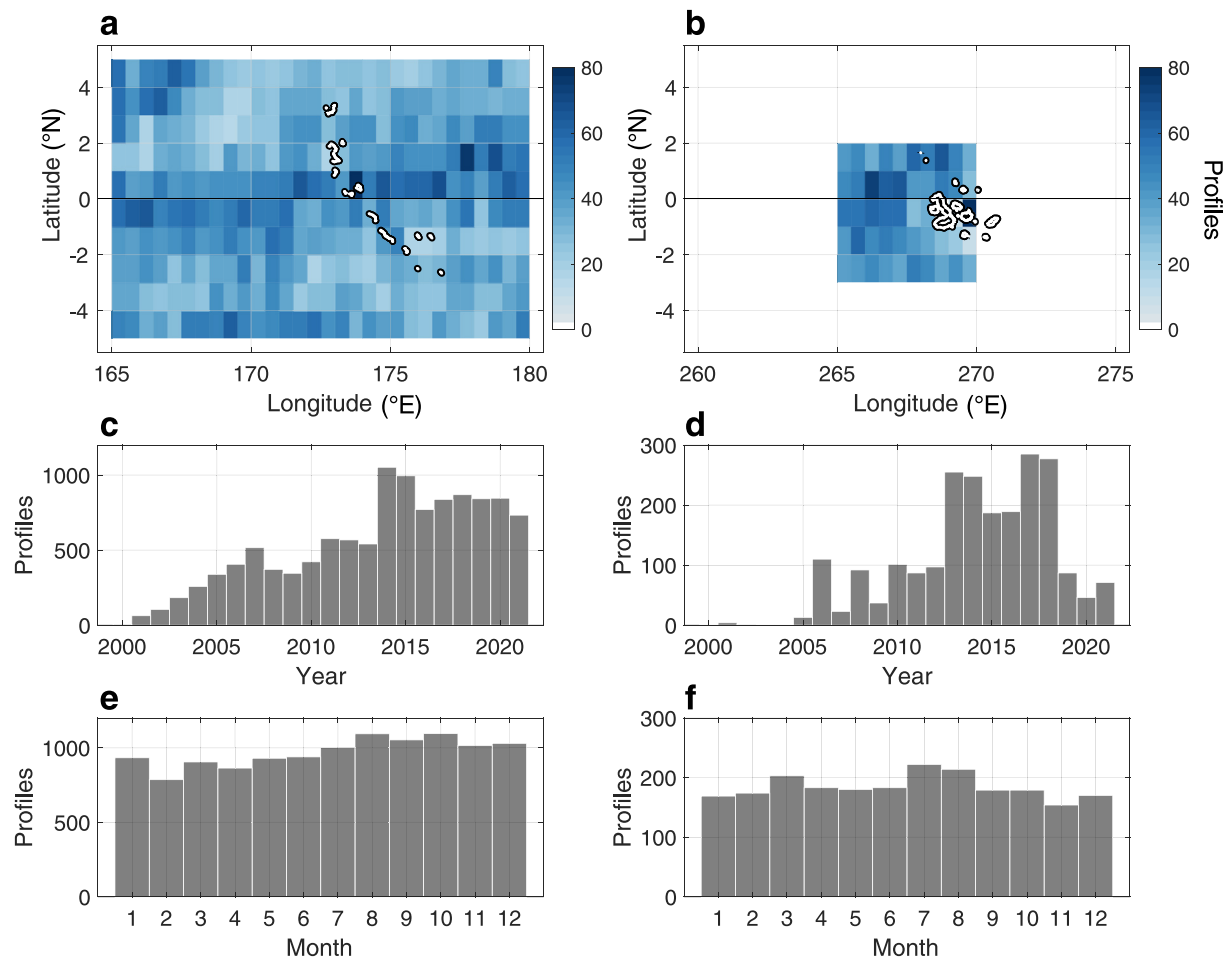 a
Latitude (°N)
4
2
0
-2
-4
165
170
175
180
Longitude (°E)
80
60
40
20
0
b
Latitude (°N)
4
2
0
-2
-4
260
265
270
275
Longitude (°E)
80
60
40
20
0
Profiles
c
Profiles
1000
500
0
2000
2005
2010
2015
2020
Year
d
Profiles
300
200
100
0
2000
2005
2010
2015
2020
Year
e
Profiles
1000
500
0
1 2 3 4 5 6 7 8 9 10 11 12
Month
f
Profiles
300
200
100
0
1 2 3 4 5 6 7 8 9 10 11 12
Month